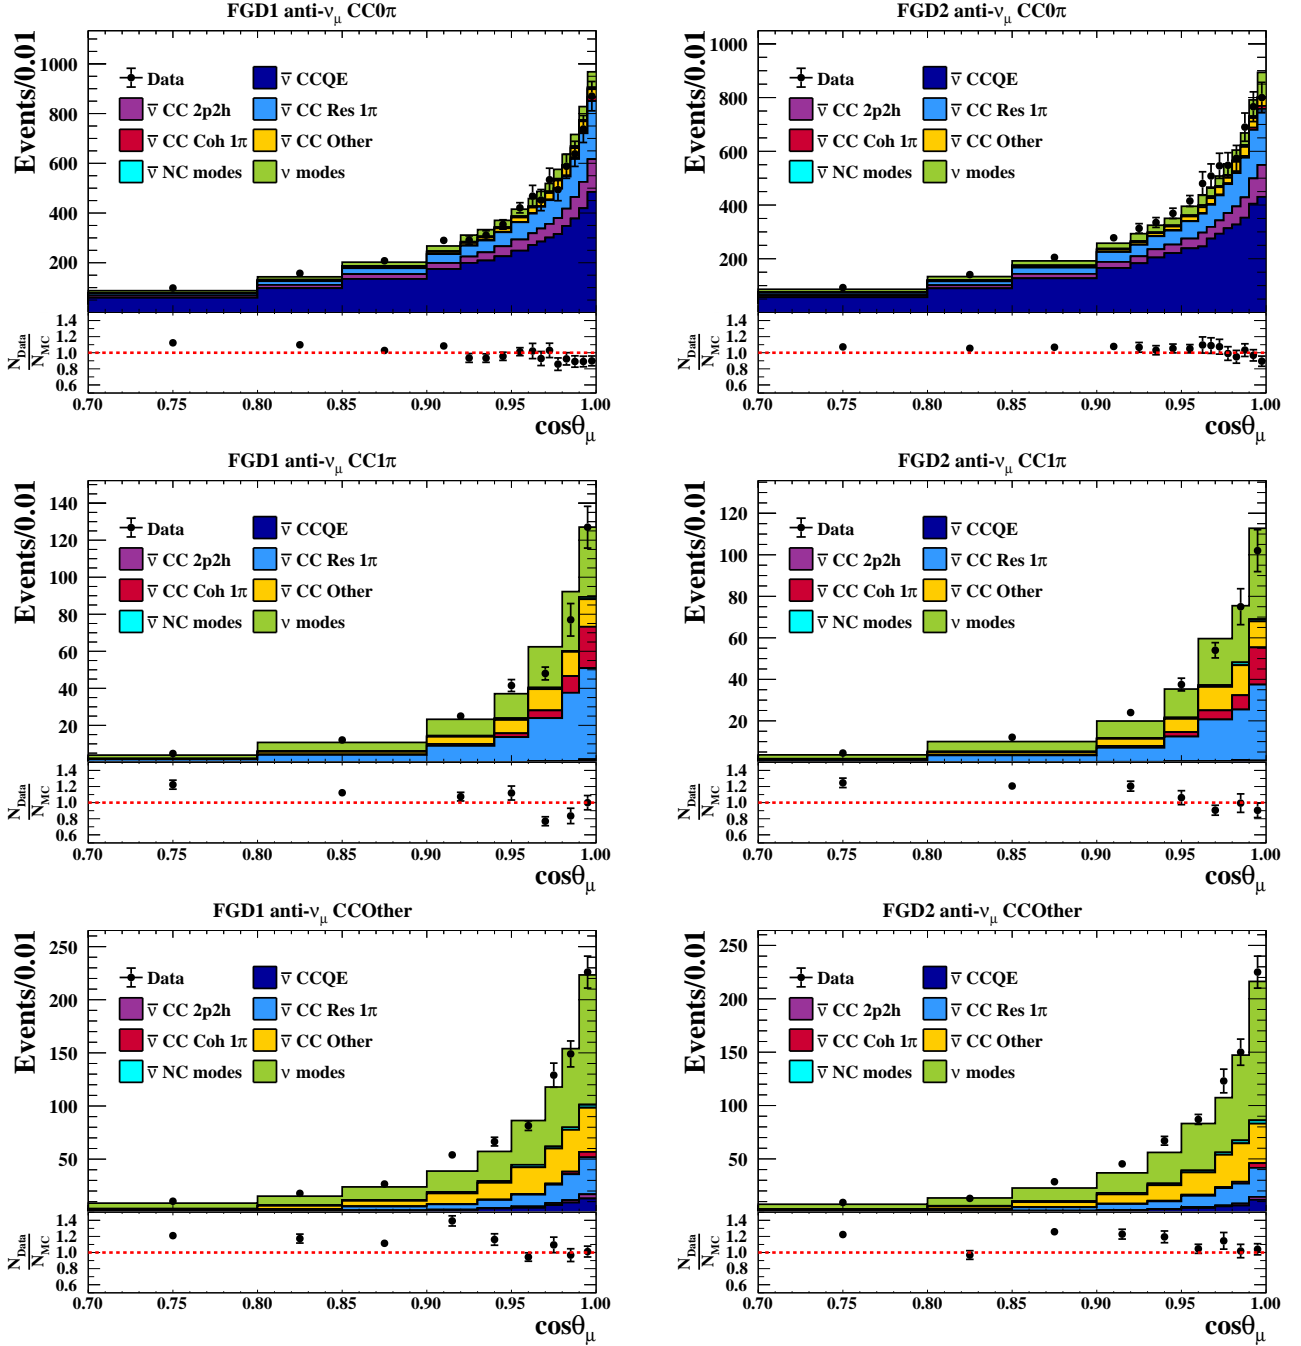 FGD1 anti-νμ CC0π
Events/0.01
1000
800
600
400
200
Data
ν̄ CCQE
ν̄ CC 2p2h
ν̄ CC Res 1π
ν̄ CC Coh 1π
ν̄ CC Other
ν̄ NC modes
ν modes
N_Data
N_MC
1.4
1.2
1.0
0.8
0.6
0.70 0.75 0.80 0.85 0.90 0.95 1.00
cosθμ
FGD2 anti-νμ CC0π
Events/0.01
1000
800
600
400
200
Data
ν̄ CCQE
ν̄ CC 2p2h
ν̄ CC Res 1π
ν̄ CC Coh 1π
ν̄ CC Other
ν̄ NC modes
ν modes
N_Data
N_MC
1.4
1.2
1.0
0.8
0.6
0.70 0.75 0.80 0.85 0.90 0.95 1.00
cosθμ
FGD1 anti-νμ CC1π
Events/0.01
140
120
100
80
60
40
20
Data
ν̄ CCQE
ν̄ CC 2p2h
ν̄ CC Res 1π
ν̄ CC Coh 1π
ν̄ CC Other
ν̄ NC modes
ν modes
N_Data
N_MC
1.4
1.2
1.0
0.8
0.6
0.70 0.75 0.80 0.85 0.90 0.95 1.00
cosθμ
FGD2 anti-νμ CC1π
Events/0.01
120
100
80
60
40
20
Data
ν̄ CCQE
ν̄ CC 2p2h
ν̄ CC Res 1π
ν̄ CC Coh 1π
ν̄ CC Other
ν̄ NC modes
ν modes
N_Data
N_MC
1.4
1.2
1.0
0.8
0.6
0.70 0.75 0.80 0.85 0.90 0.95 1.00
cosθμ
FGD1 anti-νμ CCOther
Events/0.01
250
200
150
100
50
Data
ν̄ CCQE
ν̄ CC 2p2h
ν̄ CC Res 1π
ν̄ CC Coh 1π
ν̄ CC Other
ν̄ NC modes
ν modes
N_Data
N_MC
1.4
1.2
1.0
0.8
0.6
0.70 0.75 0.80 0.85 0.90 0.95 1.00
cosθμ
FGD2 anti-νμ CCOther
Events/0.01
250
200
150
100
50
Data
ν̄ CCQE
ν̄ CC 2p2h
ν̄ CC Res 1π
ν̄ CC Coh 1π
ν̄ CC Other
ν̄ NC modes
ν modes
N_Data
N_MC
1.4
1.2
1.0
0.8
0.6
0.70 0.75 0.80 0.85 0.90 0.95 1.00
cosθμ